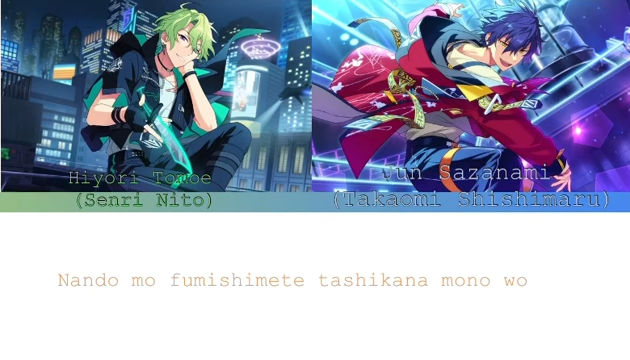 Hiyori Tomoe
(Senri Nito)
Jun Sazanami
(Takaomi Shishimaru)
Nando mo fumishimete tashikana mono wo